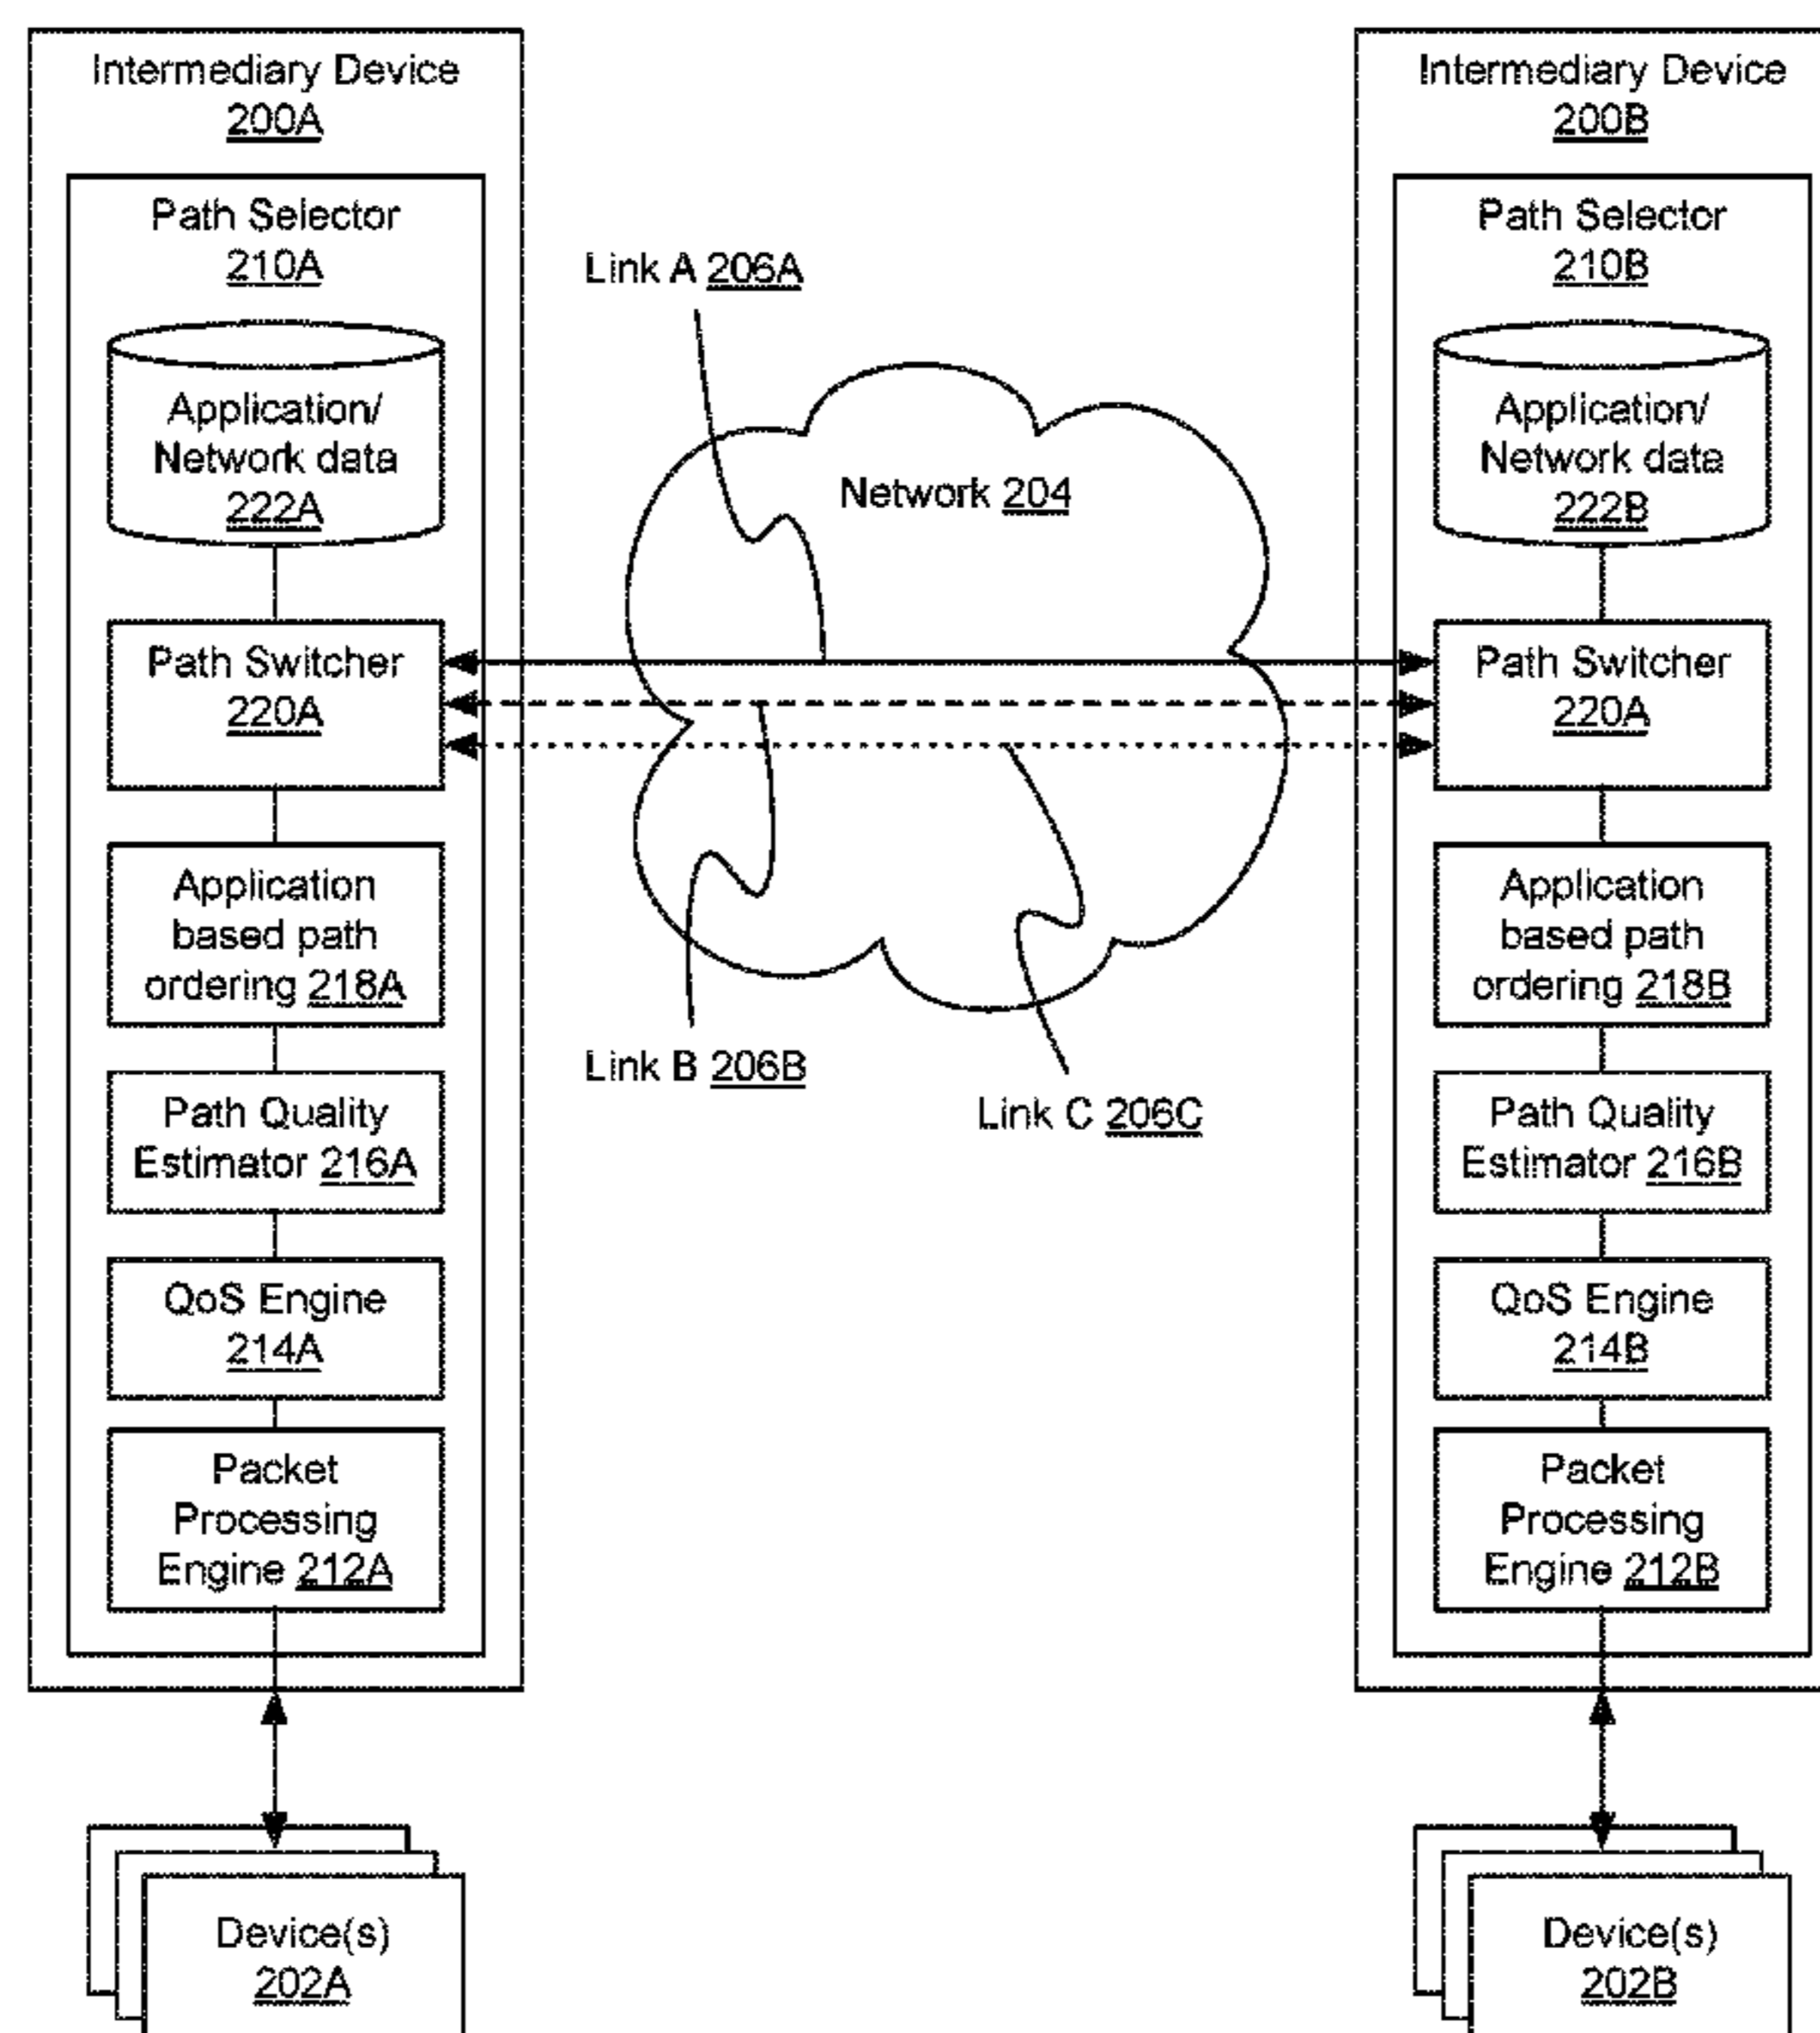 Intermediary Device
200A
Path Selector
210A
Application/
Network data
222A
Path Switcher
220A
Application
based path
ordering 218A
Path Quality
Estimator 216A
QoS Engine
214A
Packet
Processing
Engine 212A
Device(s)
202A
Link A 206A
Network 204
Link B 206B
Link C 206C
Intermediary Device
200B
Path Selector
210B
Application/
Network data
222B
Path Switcher
220A
Application
based path
ordering 218B
Path Quality
Estimator 216B
QoS Engine
214B
Packet
Processing
Engine 212B
Device(s)
202B